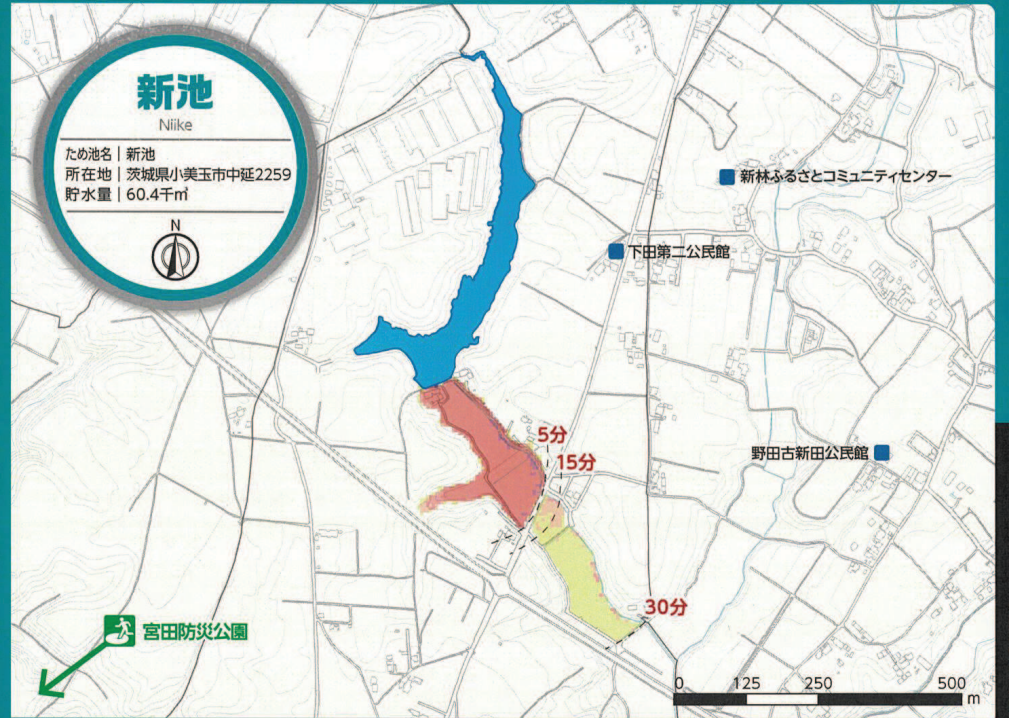 新池
Niike
ため池名 | 新池
所在地 | 茨城県小美玉市中延2259
貯水量 | 60.4千㎥
N
新林ふるさとコミュニティセンター
下田第二公民館
5分
15分
野田古新田公民館
30分
宮田防災公園
0 125 250 500 m